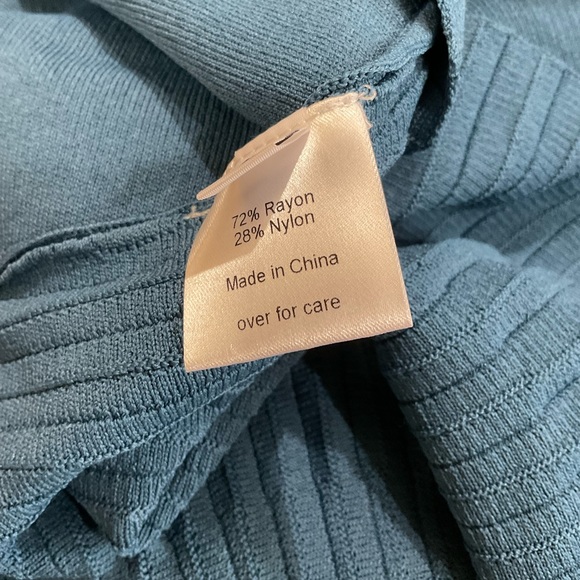 72% Rayon
28% Nylon
Made in China
over for care